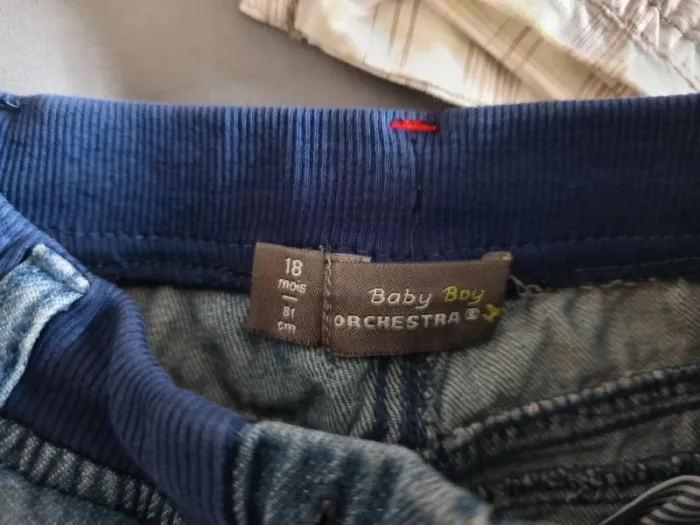 18
mois
81
cm
Baby Boy
ORCHESTRA®